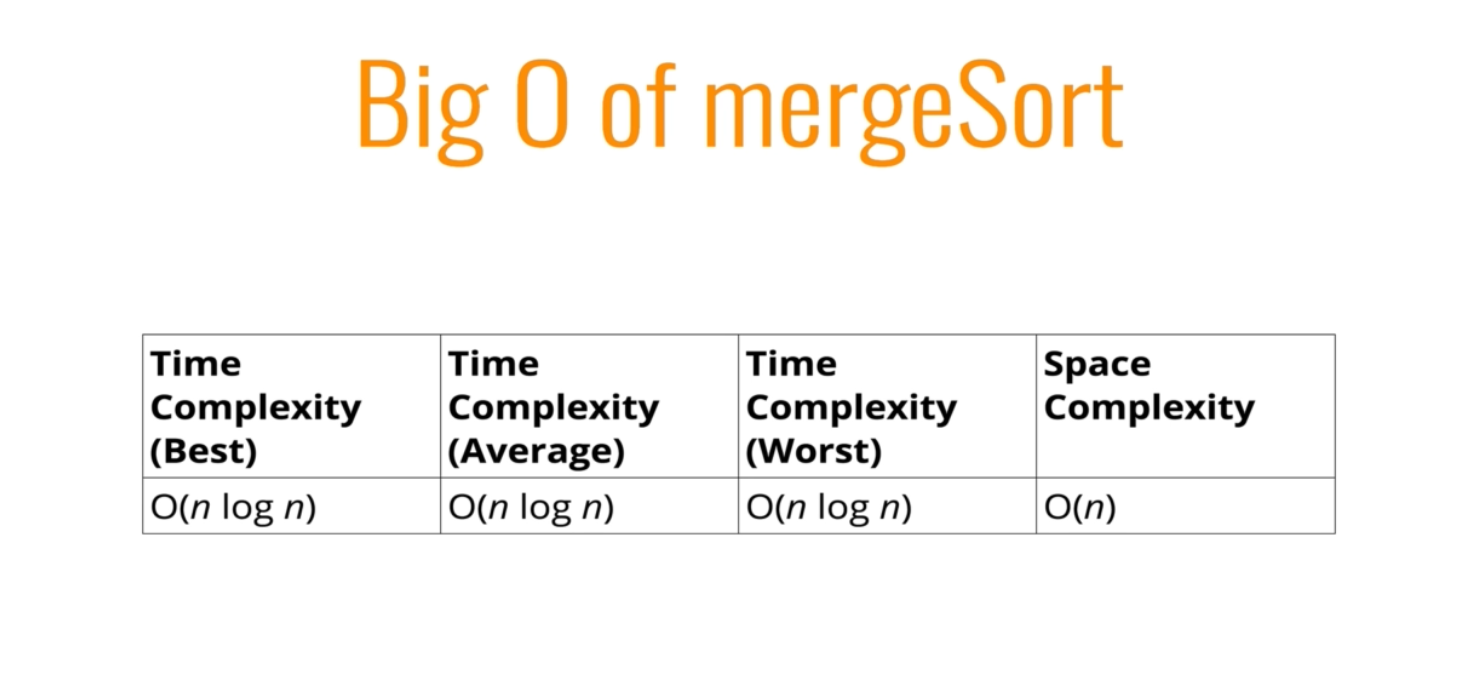 Big O of mergeSort
Time Complexity (Best)
Time Complexity (Average)
Time Complexity (Worst)
Space Complexity
O(n log n)
O(n log n)
O(n log n)
O(n)